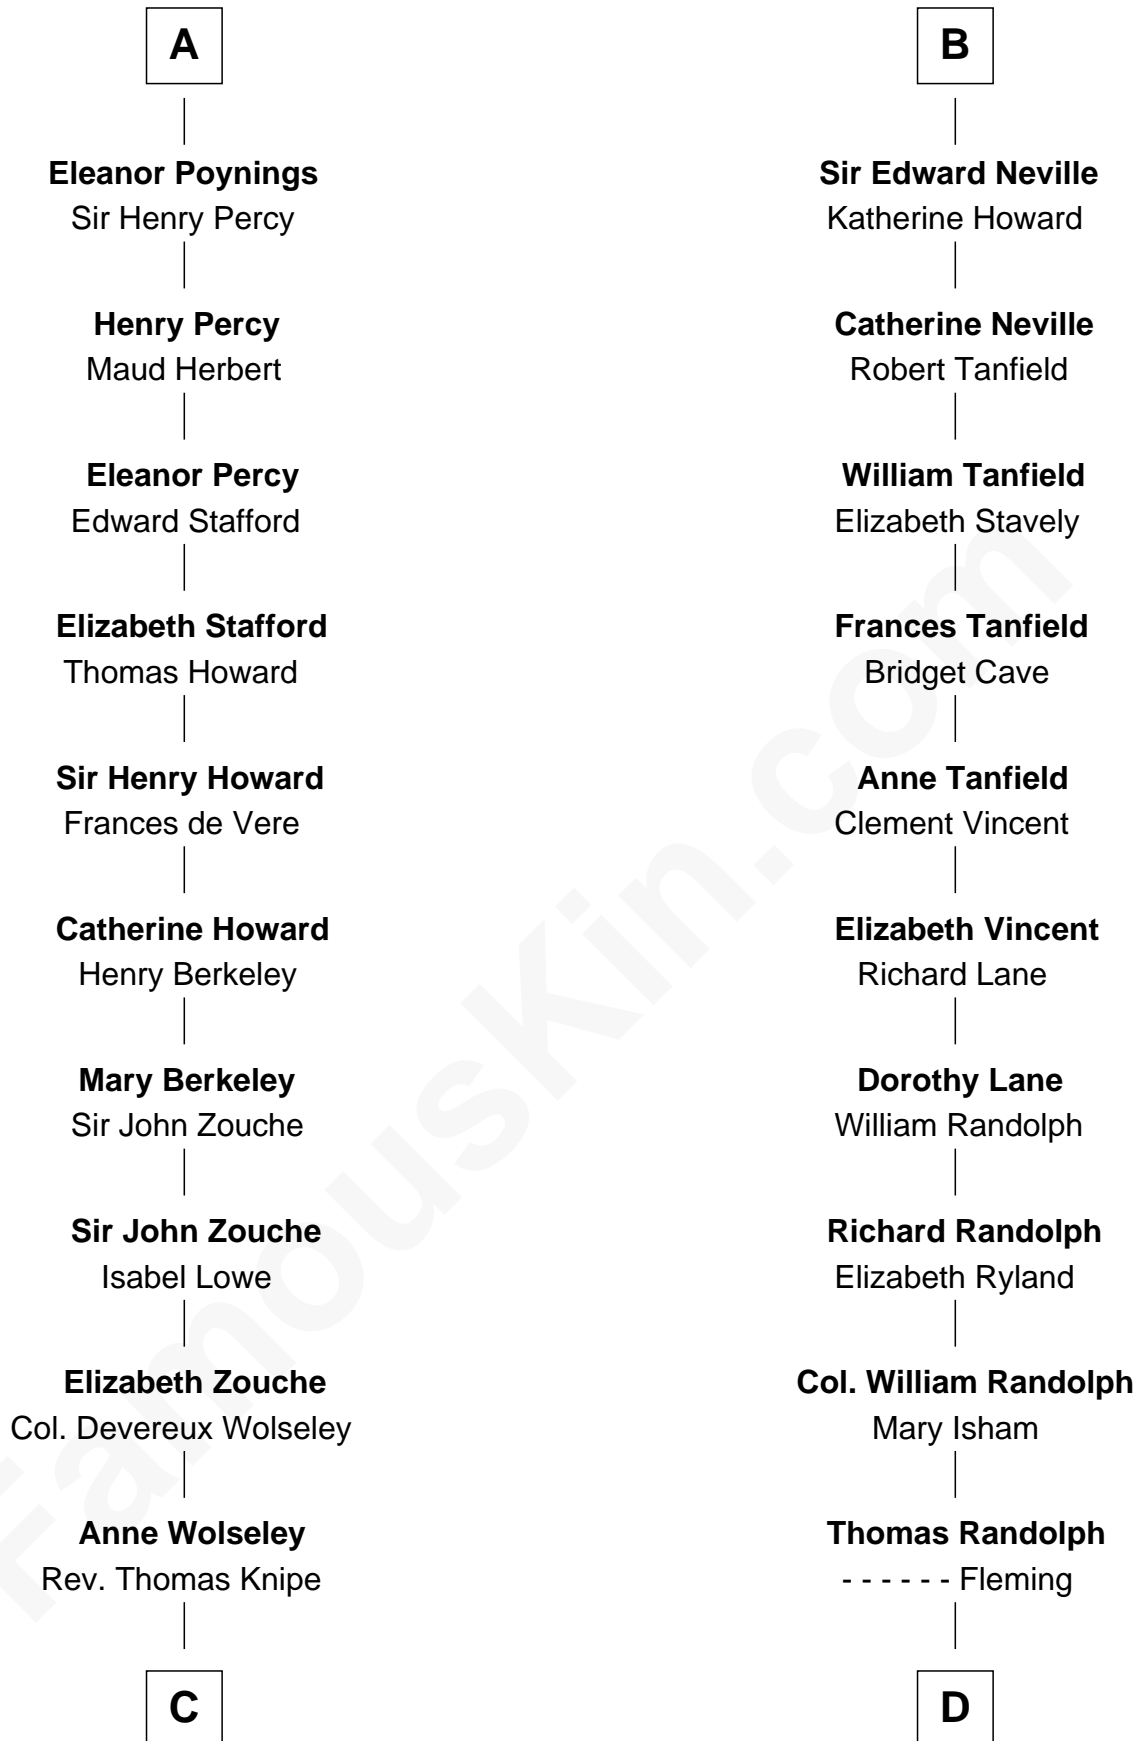 A
Eleanor Poynings
Sir Henry Percy
Henry Percy
Maud Herbert
Eleanor Percy
Edward Stafford
Elizabeth Stafford
Thomas Howard
Sir Henry Howard
Frances de Vere
Catherine Howard
Henry Berkeley
Mary Berkeley
Sir John Zouche
Sir John Zouche
Isabel Lowe
Elizabeth Zouche
Col. Devereux Wolseley
Anne Wolseley
Rev. Thomas Knipe
C
B
Sir Edward Neville
Katherine Howard
Catherine Neville
Robert Tanfield
William Tanfield
Elizabeth Stavely
Frances Tanfield
Bridget Cave
Anne Tanfield
Clement Vincent
Elizabeth Vincent
Richard Lane
Dorothy Lane
William Randolph
Richard Randolph
Elizabeth Ryland
Col. William Randolph
Mary Isham
Thomas Randolph
- - - - - - Fleming
D
FamousKin.com